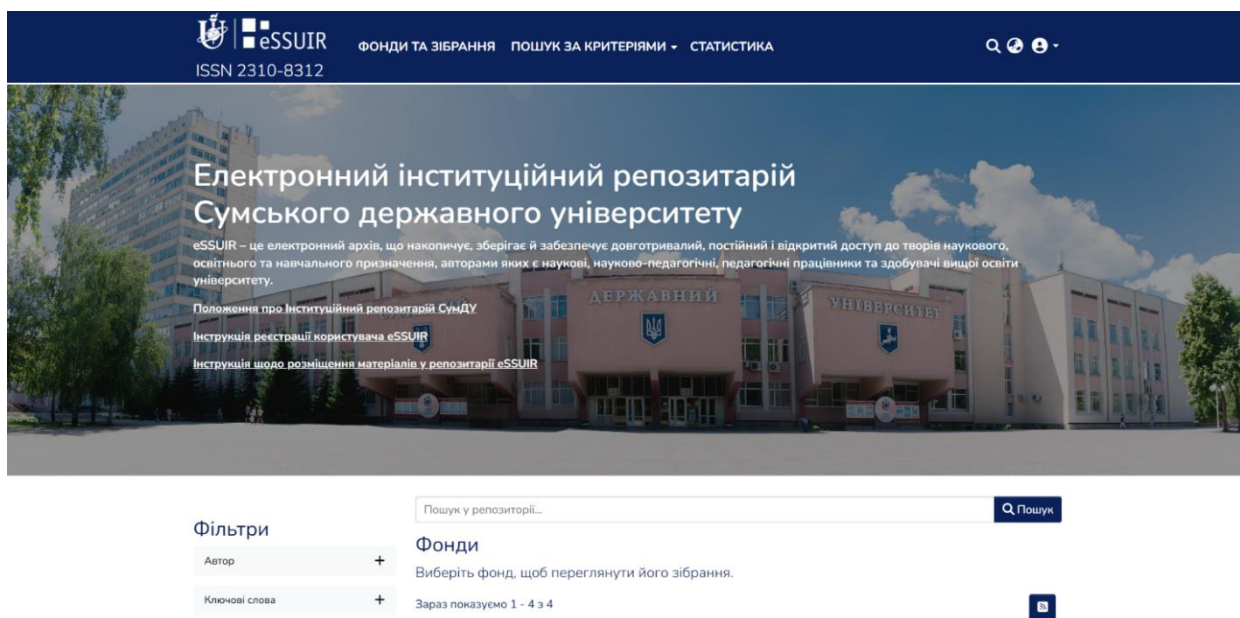 eSSUIR
ISSN 2310-8312
ФОНДИ ТА ЗІБРАННЯ ПОШУК ЗА КРИТЕРІЯМИ СТАТИСТИКА
Електронний інституційний репозитарій
Сумського державного університету
eSSUIR – це електронний архів, що накопичує, зберігає й забезпечує довготривалий, постійний і відкритий доступ до творів наукового,
освітнього та навчального призначення, авторами яких є наукові, науково-педагогічні, педагогічні працівники та здобувачі вищої освіти
університету.
Положення про Інституційний репозитарій СумДУ
Інструкція реєстрації користувача eSSUIR
Інструкція щодо розміщення матеріалів у репозитарії eSSUIR
ДЕРЖАВНИЙ
УНІВЕРСИТЕТ
Пошук у репозиторії...
Пошук
Фільтри
Автор +
Ключові слова +
Фонди
Виберіть фонд, щоб переглянути його зібрання.
Зараз показуємо 1 - 4 з 4